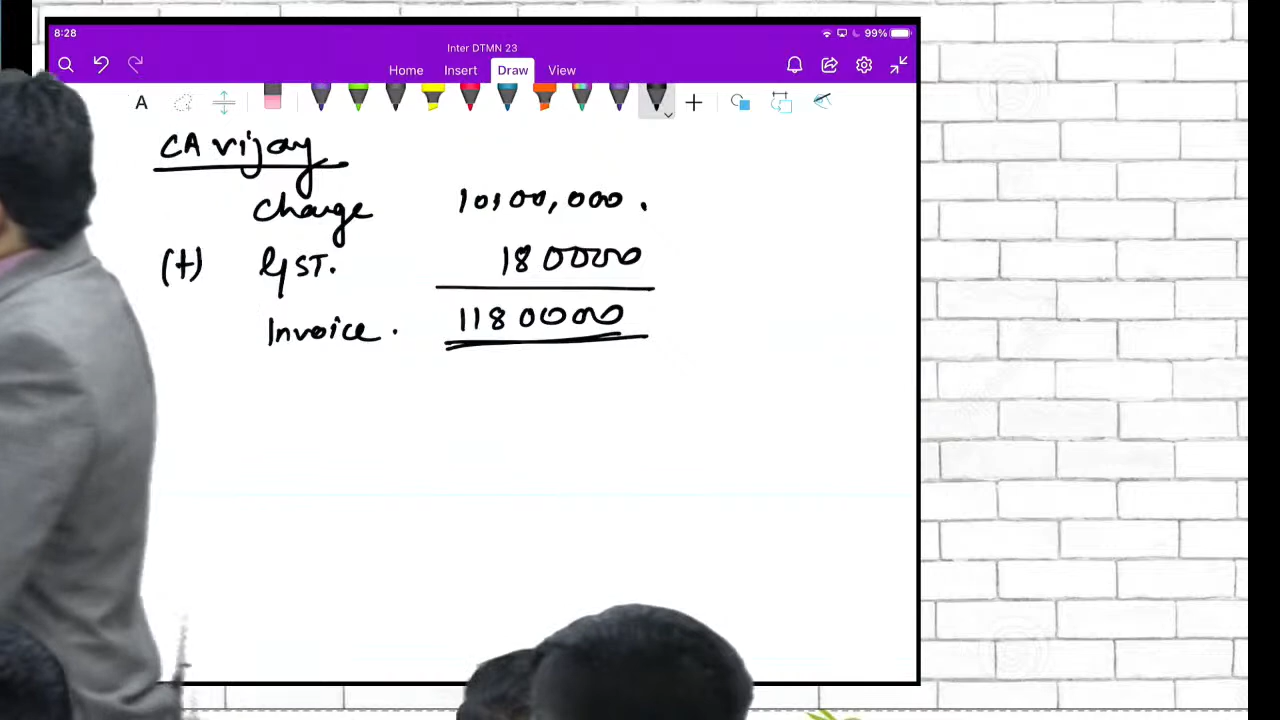 8:28
99%
Inter DTMN 23
Home Insert Draw View
A
CA vijay
Charge 10,00,000.
(+) GST. 180000
Invoice. 1180000